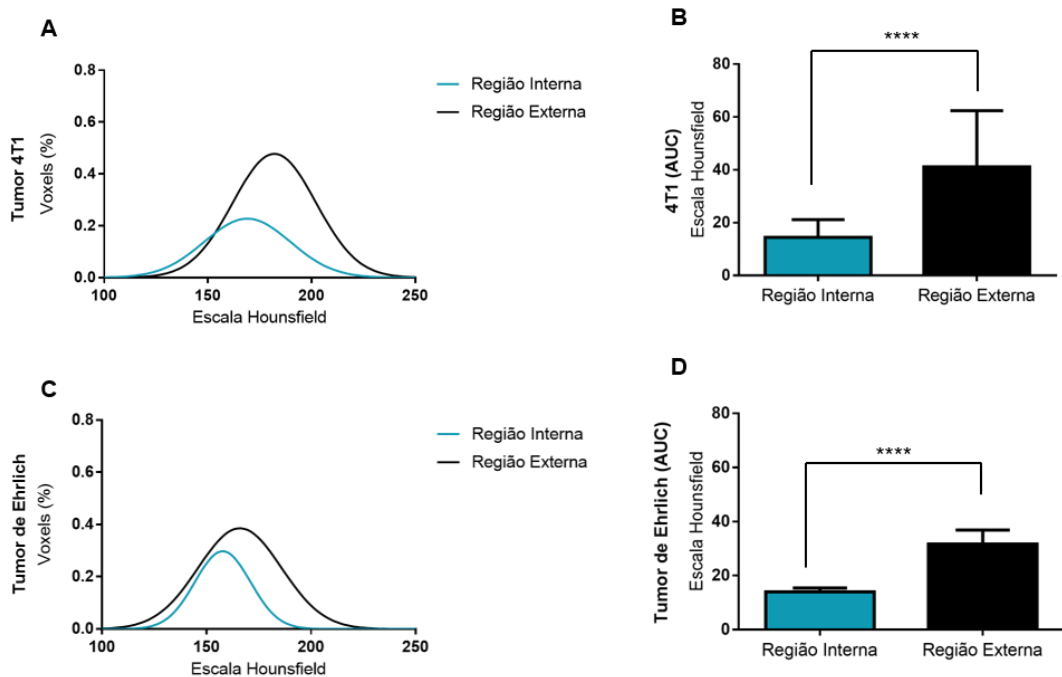 A
Tumor 4T1
Voxels (%)
0.8
0.6
0.4
0.2
0.0
100
150
200
250
Escala Hounsfield
Região Interna
Região Externa
B
****
4T1 (AUC)
Escala Hounsfield
80
60
40
20
0
Região Interna
Região Externa
C
Tumor de Ehrlich
Voxels (%)
0.8
0.6
0.4
0.2
0.0
100
150
200
250
Escala Hounsfield
Região Interna
Região Externa
D
****
Tumor de Ehrlich (AUC)
Escala Hounsfield
80
60
40
20
0
Região Interna
Região Externa